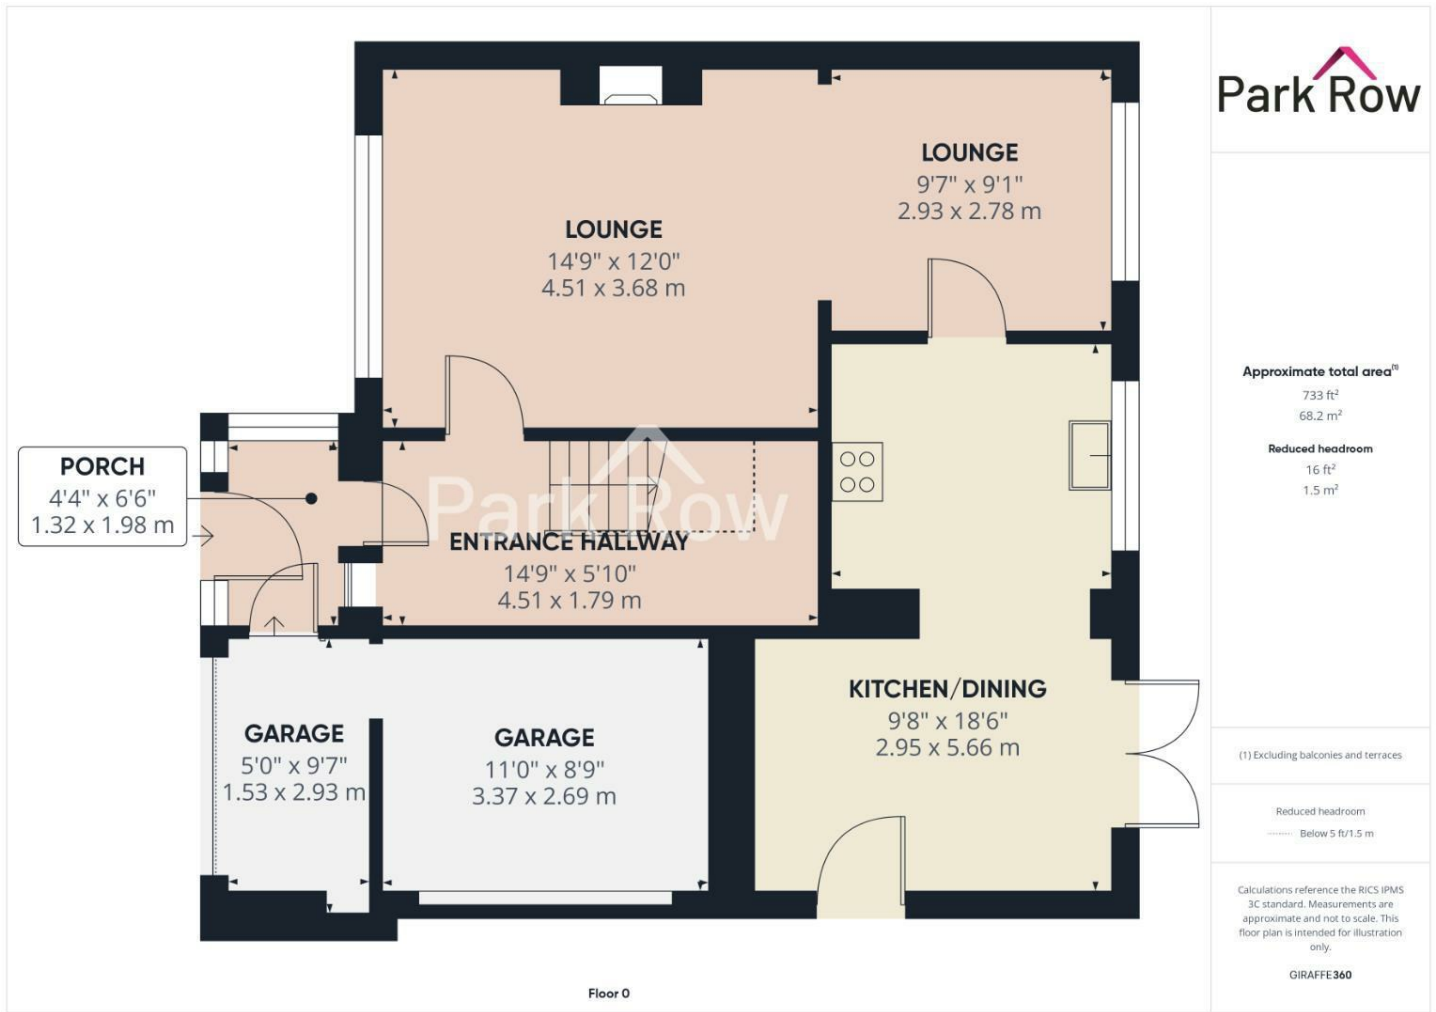 Park Row
LOUNGE
9'7" x 9'1"
2.93 x 2.78 m
LOUNGE
14'9" x 12'0"
4.51 x 3.68 m
PORCH
4'4" x 6'6"
1.32 x 1.98 m
Park Row
ENTRANCE HALLWAY
14'9" x 5'10"
4.51 x 1.79 m
GARAGE
5'0" x 9'7"
1.53 x 2.93 m
GARAGE
11'0" x 8'9"
3.37 x 2.69 m
KITCHEN/DINING
9'8" x 18'6"
2.95 x 5.66 m
Floor 0
Approximate total area(1)
733 ft²
68.2 m²
Reduced headroom
16 ft²
1.5 m²
(1) Excluding balconies and terraces
Reduced headroom
Below 5 ft/1.5 m
Calculations reference the RICS IPMS
3C standard. Measurements are
approximate and not to scale. This
floor plan is intended for illustration
only.
GIRAFFE360